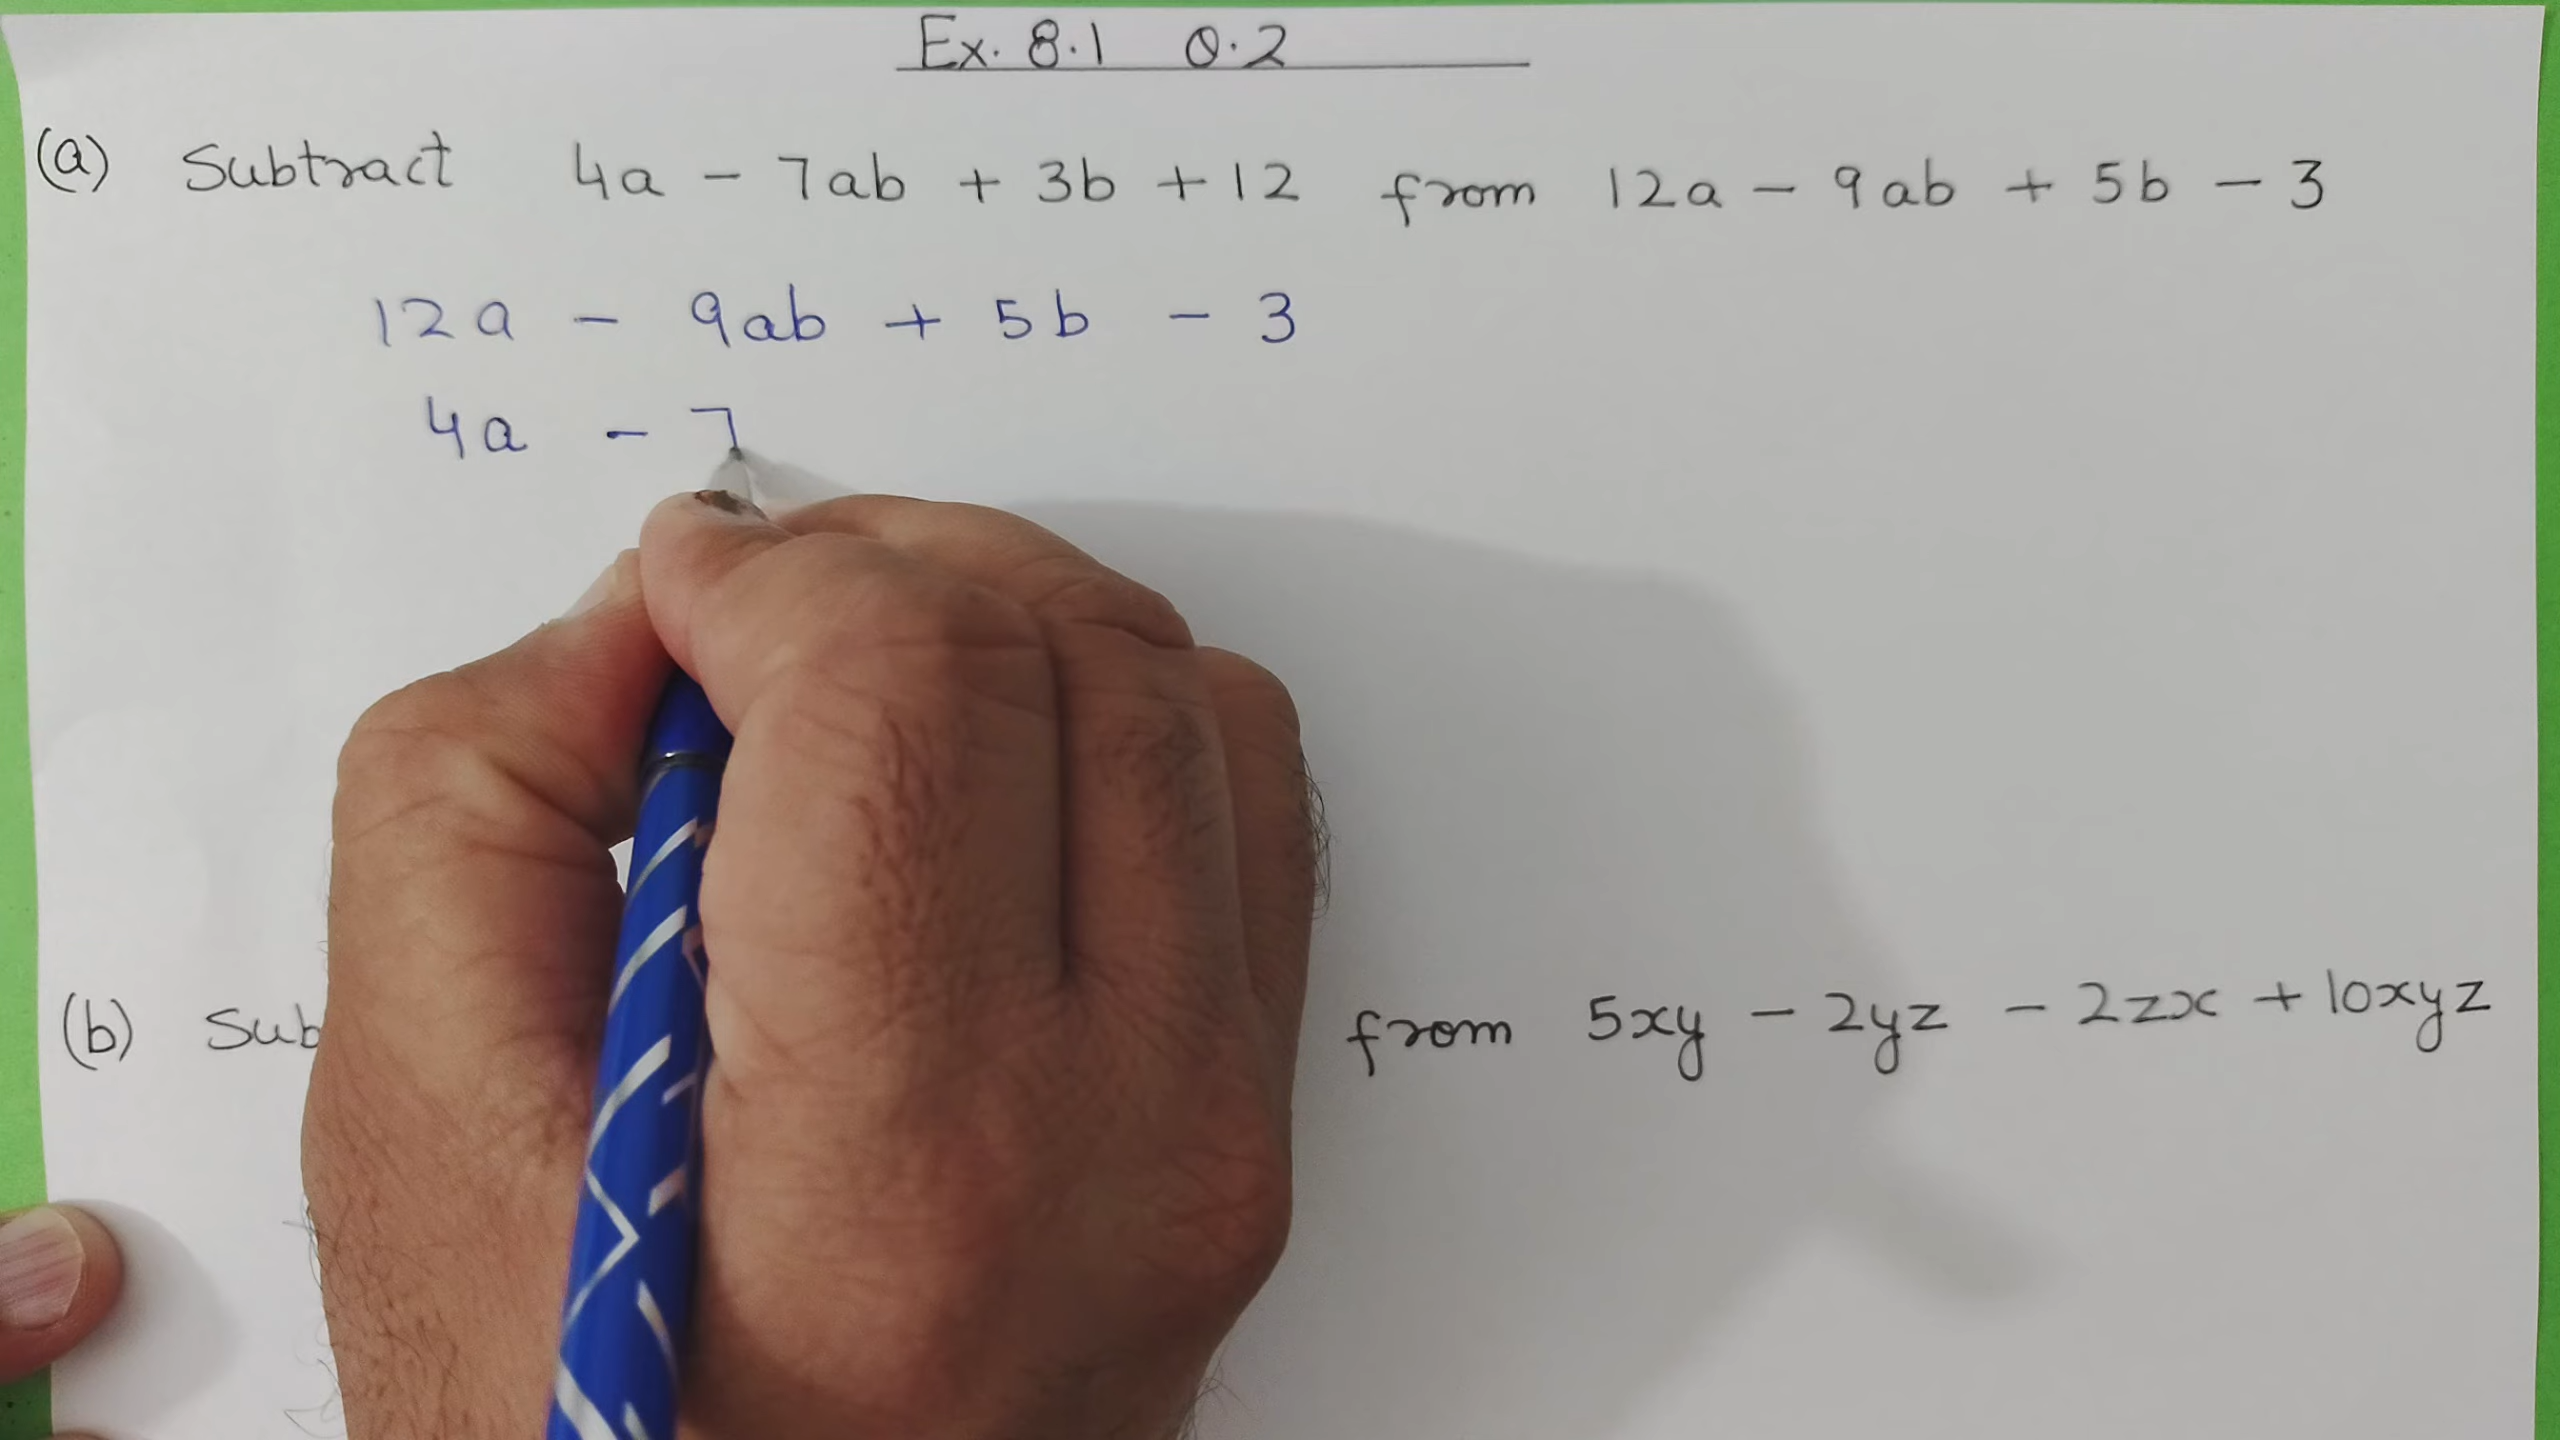 Ex. 8.1 Q.2
(a) Subtract 4a - 7ab + 3b + 12 from 12a - 9ab + 5b - 3
12a - 9ab + 5b - 3
4a - 7
(b) Sub from 5xy - 2yz - 2zx + 10xyz